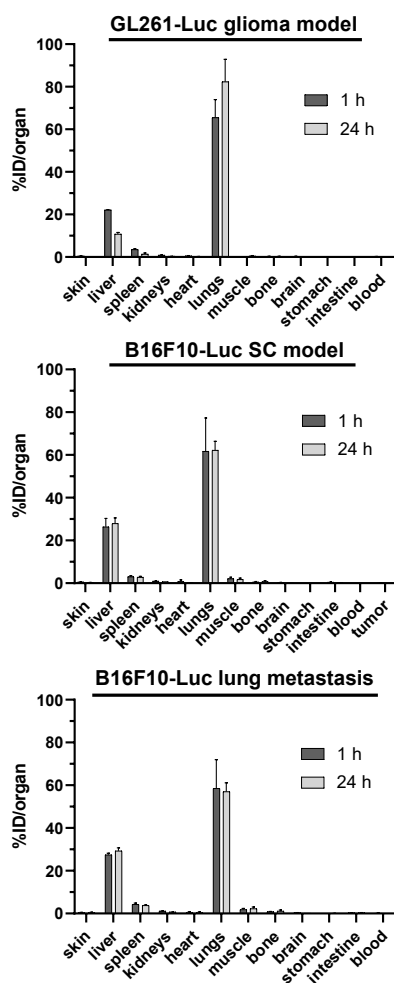 GL261-Luc glioma model
100
80
60
40
20
0
%ID/organ
1 h
24 h
skin
liver
spleen
kidneys
heart
lungs
muscle
bone
brain
stomach
intestine
blood
B16F10-Luc SC model
100
80
60
40
20
0
%ID/organ
1 h
24 h
skin
liver
spleen
kidneys
heart
lungs
muscle
bone
brain
stomach
intestine
blood
tumor
B16F10-Luc lung metastasis
100
80
60
40
20
0
%ID/organ
1 h
24 h
skin
liver
spleen
kidneys
heart
lungs
muscle
bone
brain
stomach
intestine
blood